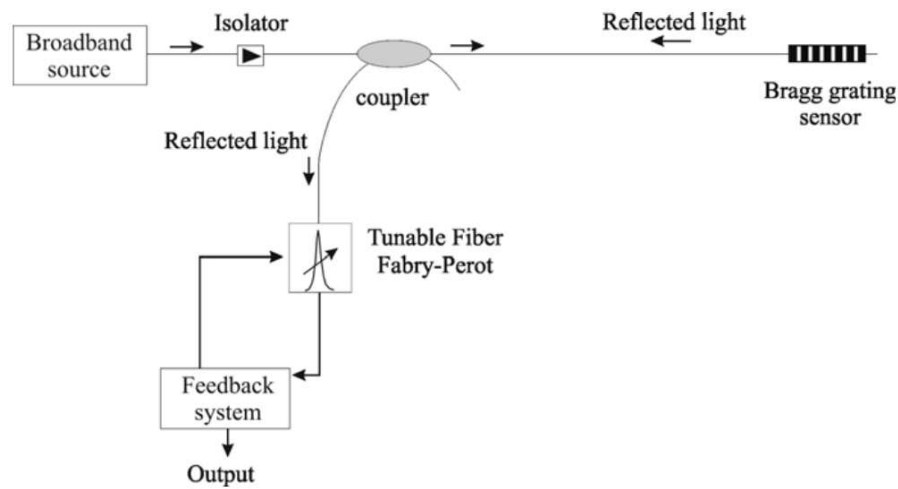 Broadband
source
Isolator
coupler
Reflected light
Bragg grating
sensor
Reflected light
Tunable Fiber
Fabry-Perot
Feedback
system
Output